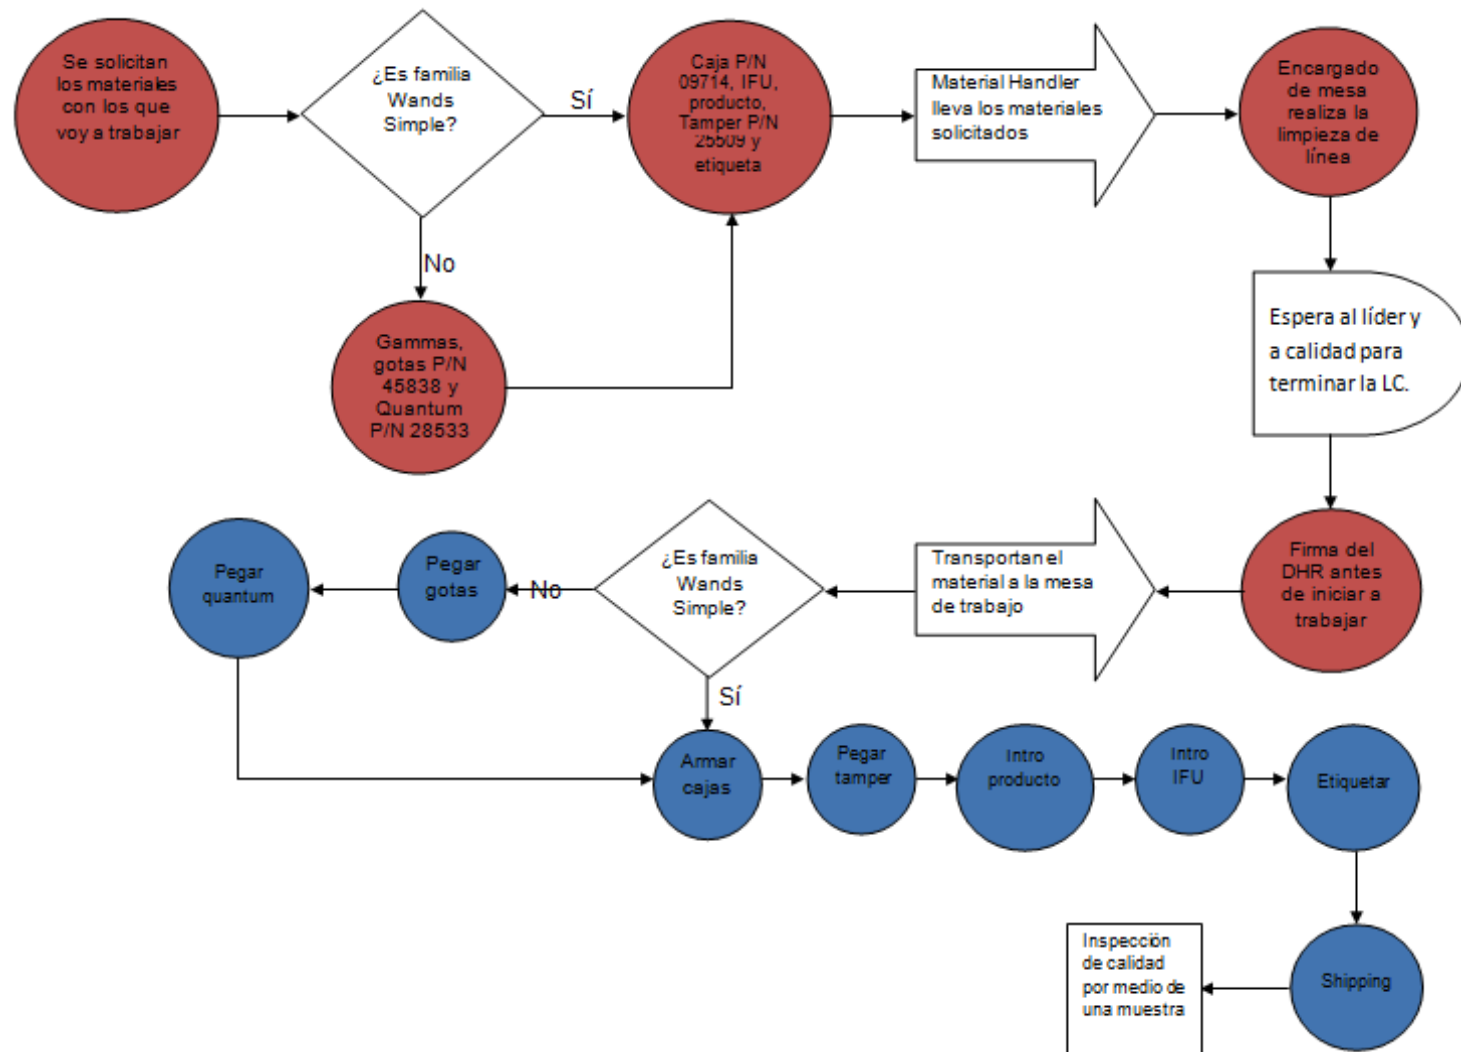 Se solicitan
los materiales
con los que
voy a trabajar
¿Es familia
Wands
Simple?
Sí
No
Caja P/N
09714, IFU,
producto,
Tamper P/N
25509 y
etiqueta
Gammas,
gotas P/N
45838 y
Quantum
P/N 28533
Material Handler
lleva los materiales
solicitados
Encargado
de mesa
realiza la
limpieza de
línea
Espera al líder y
a calidad para
terminar la LC.
Firma del
DHR antes
de iniciar a
trabajar
Transportan el
material a la mesa
de trabajo
¿Es familia
Wands
Simple?
No
Sí
Pegar
gotas
Pegar
quantum
Armar
cajas
Pegar
tamper
Intro
producto
Intro
IFU
Etiquetar
Shipping
Inspección
de calidad
por medio de
una muestra